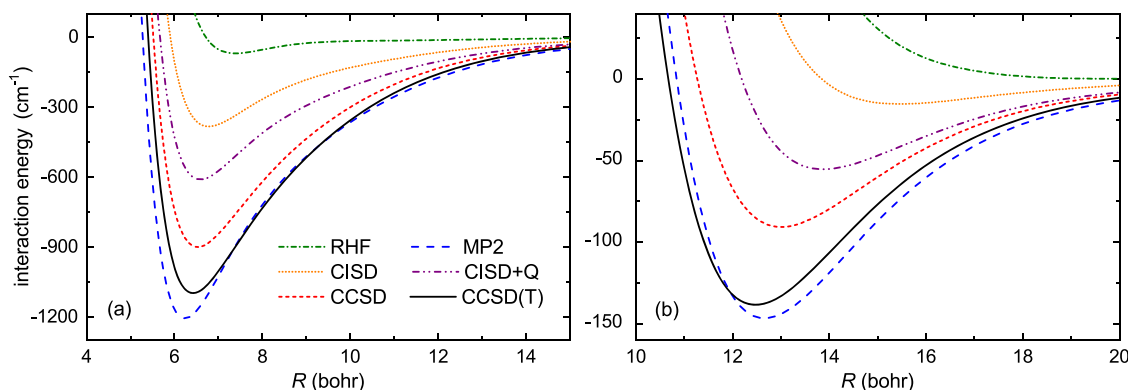 0
-300
-600
-900
-1200
interaction energy (cm⁻¹)
RHF
MP2
CISD
CISD+Q
CCSD
CCSD(T)
(a)
4
6
8
10
12
14
R (bohr)
0
-50
-100
-150
(b)
10
12
14
16
18
20
R (bohr)